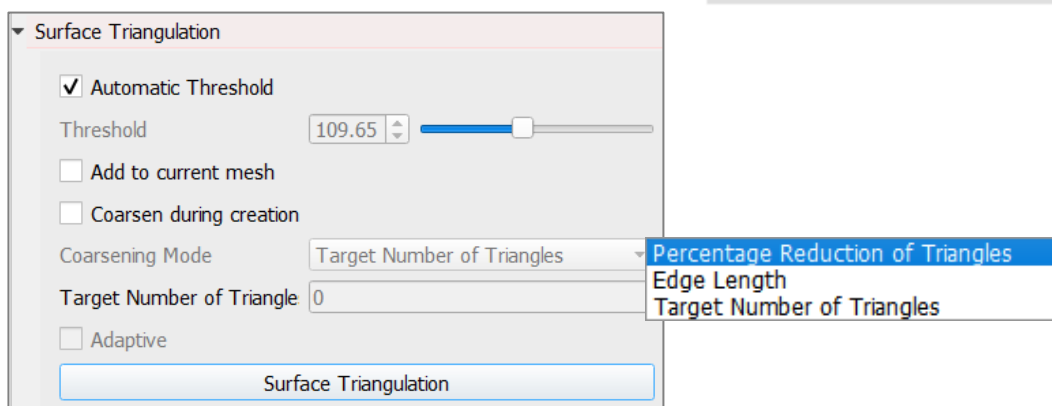 Surface Triangulation
Automatic Threshold
Threshold 109.65
Add to current mesh
Coarsen during creation
Coarsening Mode Target Number of Triangles
Percentage Reduction of Triangles
Edge Length
Target Number of Triangles
Target Number of Triangle 0
Adaptive
Surface Triangulation